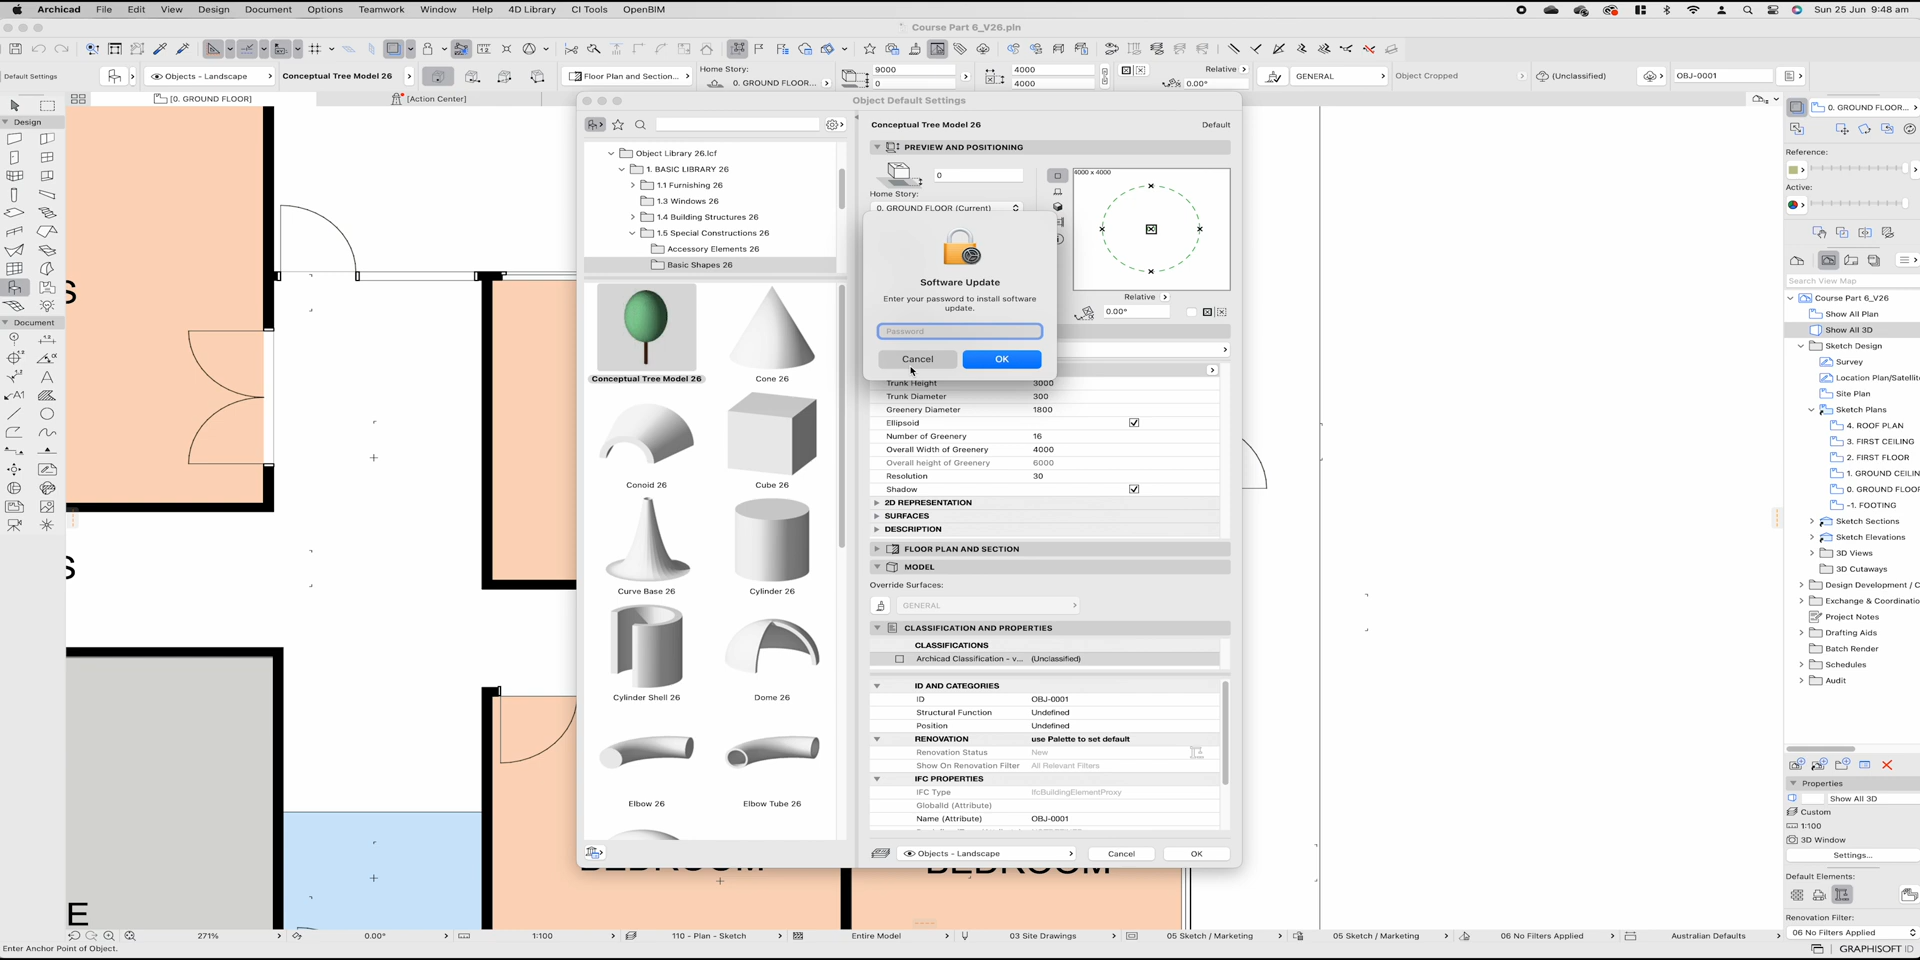 Archicad File Edit View Design Document Options Teamwork Window Help 4D Library CI Tools OpenBIM
Sun 25 Jun 9:48 am
Course Part 6_V26.pln
Default Settings
Objects - Landscape
Conceptual Tree Model 26
Floor Plan and Section...
Home Story:
0. GROUND FLOOR...
9000
0
4000
4000
Relative
0.00°
GENERAL
Object Cropped
(Unclassified)
OBJ-0001
[0. GROUND FLOOR]
[Action Center]
Design
Document
S
S
E
BEDROOM
BEDROOM
Object Default Settings
Object Library 26.lcf
1. BASIC LIBRARY 26
1.1 Furnishing 26
1.3 Windows 26
1.4 Building Structures 26
1.5 Special Constructions 26
Accessory Elements 26
Basic Shapes 26
Conceptual Tree Model 26
Cone 26
Conoid 26
Cube 26
Curve Base 26
Cylinder 26
Cylinder Shell 26
Dome 26
Elbow 26
Elbow Tube 26
Conceptual Tree Model 26
Default
PREVIEW AND POSITIONING
0
Home Story:
0. GROUND FLOOR (Current)
4000 x 4000
Relative
0.00°
Software Update
Enter your password to install software
update.
Password
Cancel
OK
Trunk Height 3000
Trunk Diameter 300
Greenery Diameter 1800
Ellipsoid
Number of Greenery 16
Overall Width of Greenery 4000
Overall height of Greenery 6000
Resolution 30
Shadow
2D REPRESENTATION
SURFACES
DESCRIPTION
FLOOR PLAN AND SECTION
MODEL
Override Surfaces:
GENERAL
CLASSIFICATION AND PROPERTIES
CLASSIFICATIONS
Archicad Classification - v... (Unclassified)
ID AND CATEGORIES
ID OBJ-0001
Structural Function Undefined
Position Undefined
RENOVATION use Palette to set default
Renovation Status New
Show On Renovation Filter All Relevant Filters
IFC PROPERTIES
IFC Type IfcBuildingElementProxy
GlobalId (Attribute)
Name (Attribute) OBJ-0001
Objects - Landscape
Cancel
OK
0. GROUND FLOOR...
Reference:
Active:
Search View Map
Course Part 6_V26
Show All Plan
Show All 3D
Sketch Design
Survey
Location Plan/Satellit
Site Plan
Sketch Plans
4. ROOF PLAN
3. FIRST CEILING
2. FIRST FLOOR
1. GROUND CEILIN
0. GROUND FLOOR
-1. FOOTING
Sketch Sections
Sketch Elevations
3D Views
3D Cutaways
Design Development / C
Exchange & Coordinatio
Project Notes
Drafting Aids
Batch Render
Schedules
Audit
Properties
Show All 3D
Custom
1:100
3D Window
Settings...
Default Elements:
Renovation Filter:
06 No Filters Applied
271%
0.00°
1:100
110 - Plan - Sketch
Entire Model
03 Site Drawings
05 Sketch / Marketing
05 Sketch / Marketing
06 No Filters Applied
Australian Defaults
Enter Anchor Point of Object.
GRAPHISOFT ID